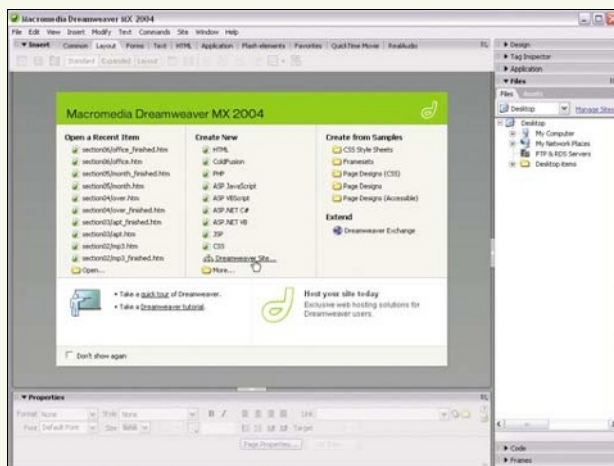 Macromedia Dreamweaver MX 2004
File Edit View Insert Modify Text Commands Site Window Help
Insert Common Layout Forms Text HTML Application Flash elements Favorites QuickTime Movie RealAudio
Standard Expanded Layout
Design
Tag Inspector
Application
Files
Files Assets
Desktop Manage Sites
Desktop
My Computer
My Network Places
FTP & RDS Servers
Desktop items
Macromedia Dreamweaver MX 2004
Open a Recent Item
section06/office_finished.htm
section06/office.htm
section05/month_finished.htm
section05/month.htm
section04/over.htm
section04/over_finished.htm
section03/apt_finished.htm
section03/apt.htm
section02/mp3.htm
section02/mp3_finished.htm
Open...
Create New
HTML
ColdFusion
PHP
ASP JavaScript
ASP VBScript
ASP.NET C#
ASP.NET VB
JSP
CSS
Dreamweaver Site...
More...
Create from Samples
CSS Style Sheets
Framesets
Page Designs (CSS)
Page Designs
Page Designs (Accessible)
Extend
Dreamweaver Exchange
• Take a quick tour of Dreamweaver.
• Take a Dreamweaver tutorial.
Host your site today
Exclusive web hosting solutions for
Dreamweaver users.
Don't show again
Properties
Format None Style None B I Link
Font Default Font Size None Target
Page Properties...
Code
Frames